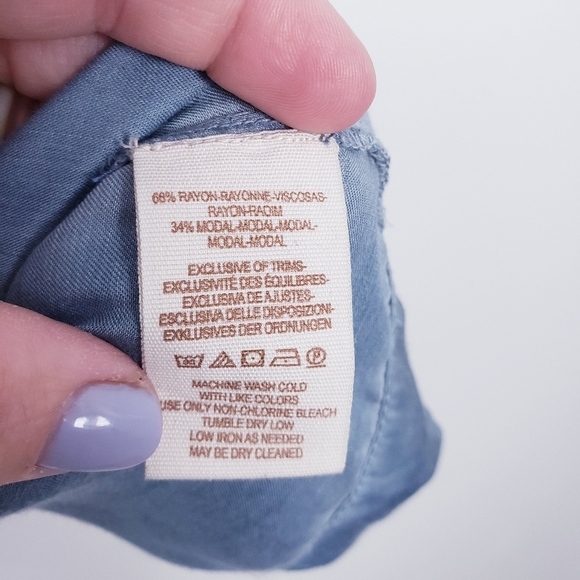 66% RAYON-RAYONNE-VISCOSAS-
RAYON-RAOIM
34% MODAL-MODAL-MODAL-
MODAL-MODAL
EXCLUSIVE OF TRIMS-
EXCLUSIVITÉ DES ÉQUILIBRES-
EXCLUSIVA DE AJUSTES-
ESCLUSIVA DELLE DISPOSIZIONI-
EXKLUSIVES DER ORDNUNGEN
MACHINE WASH COLD
WITH LIKE COLORS
USE ONLY NON-CHLORINE BLEACH
TUMBLE DRY LOW
LOW IRON AS NEEDED
MAY BE DRY CLEANED